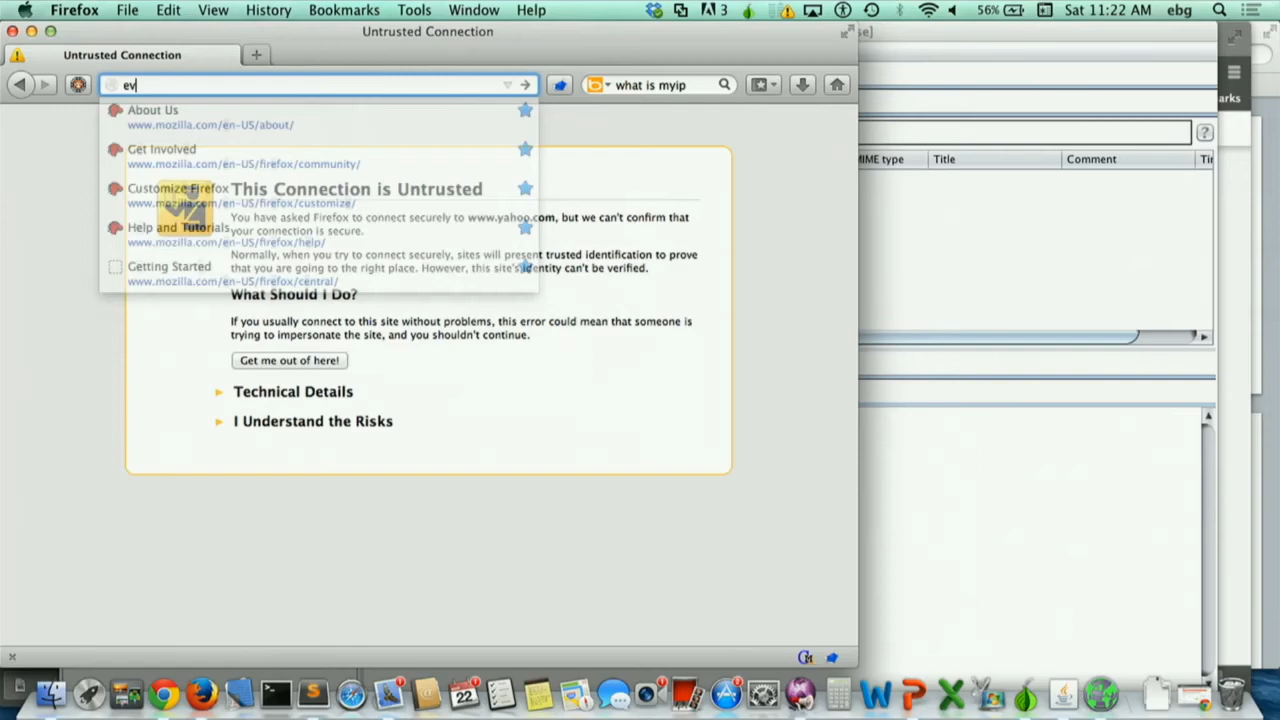 Firefox File Edit View History Bookmarks Tools Window Help 3 56% Sat 11:22 AM ebg
Untrusted Connection
Untrusted Connection
ev
what is myip
arks
About Us
www.mozilla.com/en-US/about/
Get Involved
www.mozilla.com/en-US/firefox/community/
Customize Firefox
www.mozilla.com/en-US/firefox/customize/
Help and Tutorials
www.mozilla.com/en-US/firefox/help/
Getting Started
www.mozilla.com/en-US/firefox/central/
MIME type Title Comment
This Connection is Untrusted
You have asked Firefox to connect securely to www.yahoo.com, but we can't confirm that
your connection is secure.
Normally, when you try to connect securely, sites will present trusted identification to prove
that you are going to the right place. However, this site's identity can't be verified.
What Should I Do?
If you usually connect to this site without problems, this error could mean that someone is
trying to impersonate the site, and you shouldn't continue.
Get me out of here!
Technical Details
I Understand the Risks
22